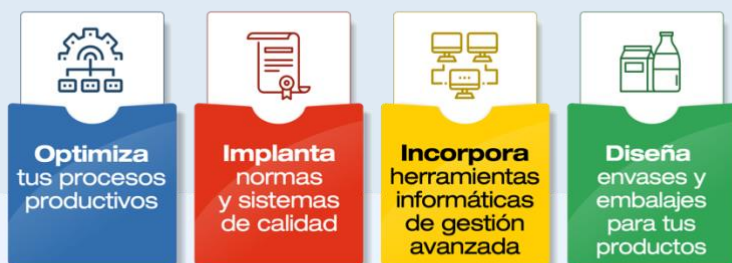 Optimiza
tus procesos
productivos
Implanta
normas
y sistemas
de calidad
Incorpora
herramientas
informáticas
de gestión
avanzada
Diseña
envases y
embalajes
para tus
productos